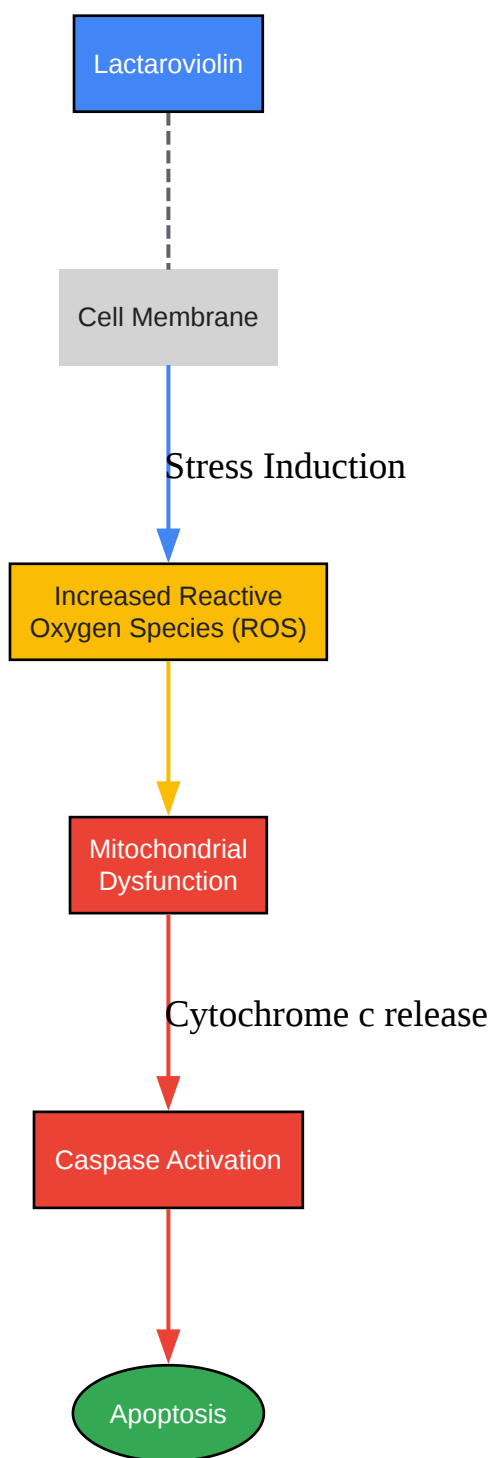 Lactaroviolin
Cell Membrane
Stress Induction
Increased Reactive
Oxygen Species (ROS)
Mitochondrial
Dysfunction
Cytochrome c release
Caspase Activation
Apoptosis